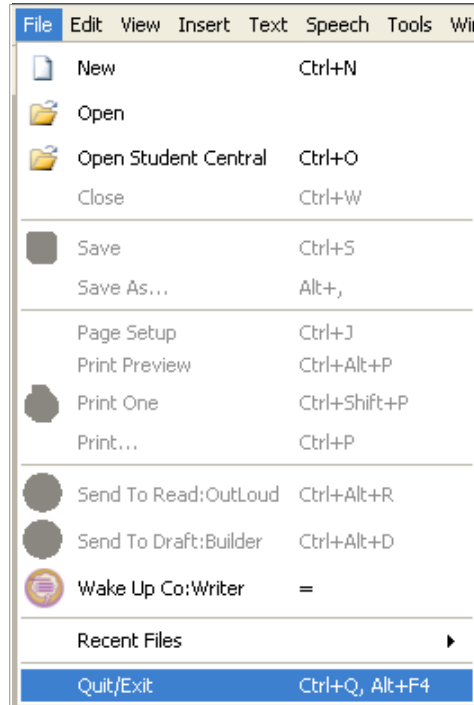 File Edit View Insert Text Speech Tools Wi
New Ctrl+N
Open
Open Student Central Ctrl+O
Close Ctrl+W
Save Ctrl+S
Save As... Alt+,
Page Setup Ctrl+J
Print Preview Ctrl+Alt+P
Print One Ctrl+Shift+P
Print... Ctrl+P
Send To Read:OutLoud Ctrl+Alt+R
Send To Draft:Builder Ctrl+Alt+D
Wake Up Co:Writer =
Recent Files
Quit/Exit Ctrl+Q, Alt+F4